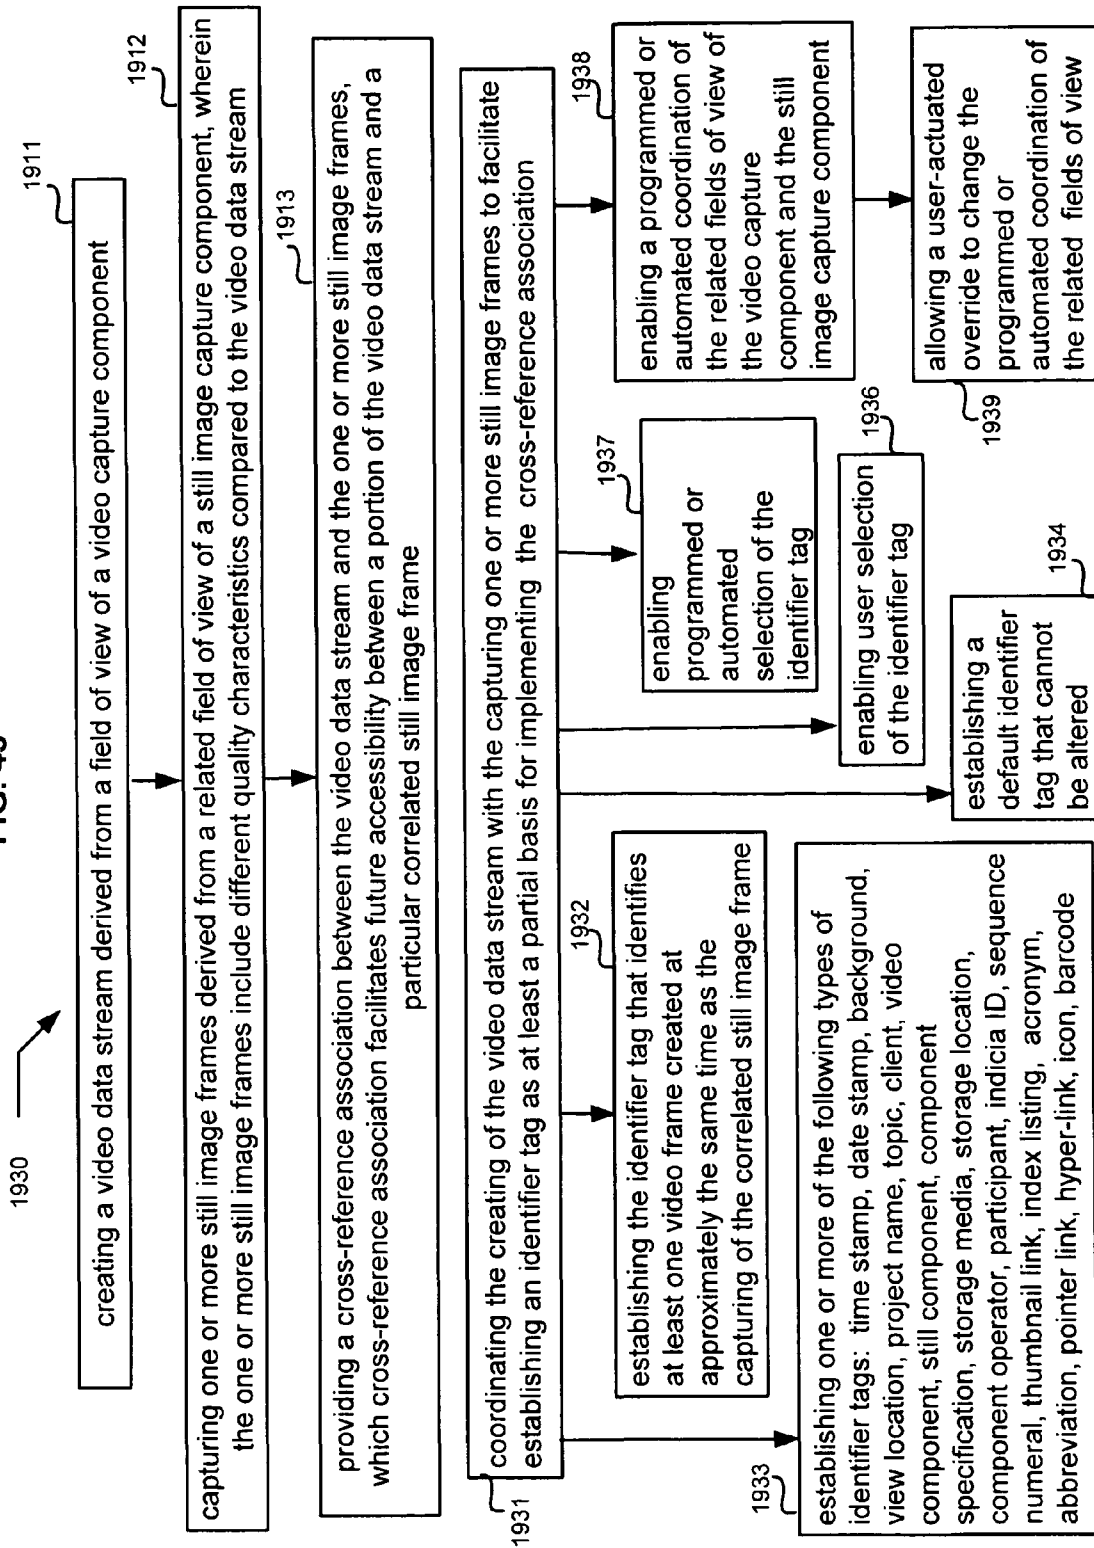 FIG.
1930
1911
creating a video data stream derived from a field of view of a video capture component
1912
capturing one or more still image frames derived from a related field of view of a still image capture component, wherein
the one or more still image frames include different quality characteristics compared to the video data stream
1913
providing a cross-reference association between the video data stream and the one or more still image frames,
which cross-reference association facilitates future accessibility between a portion of the video data stream and a
particular correlated still image frame
1931
coordinating the creating of the video data stream with the capturing one or more still image frames to facilitate
establishing an identifier tag as at least a partial basis for implementing the cross-reference association
1932
establishing the identifier tag that identifies
at least one video frame created at
approximately the same time as the
capturing of the correlated still image frame
1933
establishing one or more of the following types of
identifier tags: time stamp, date stamp, background,
view location, project name, topic, client, video
component, still component, component
specification, storage media, storage location,
component operator, participant, indicia ID, sequence
numeral, thumbnail link, index listing, acronym,
abbreviation, pointer link, hyper-link, icon, barcode
1934
establishing a
default identifier
tag that cannot
be altered
1936
enabling user selection
of the identifier tag
1937
enabling
programmed or
automated
selection of the
identifier tag
1938
enabling a programmed or
automated coordination of
the related fields of view of
the video capture
component and the still
image capture component
1939
allowing a user-actuated
override to change the
programmed or
automated coordination of
the related fields of view